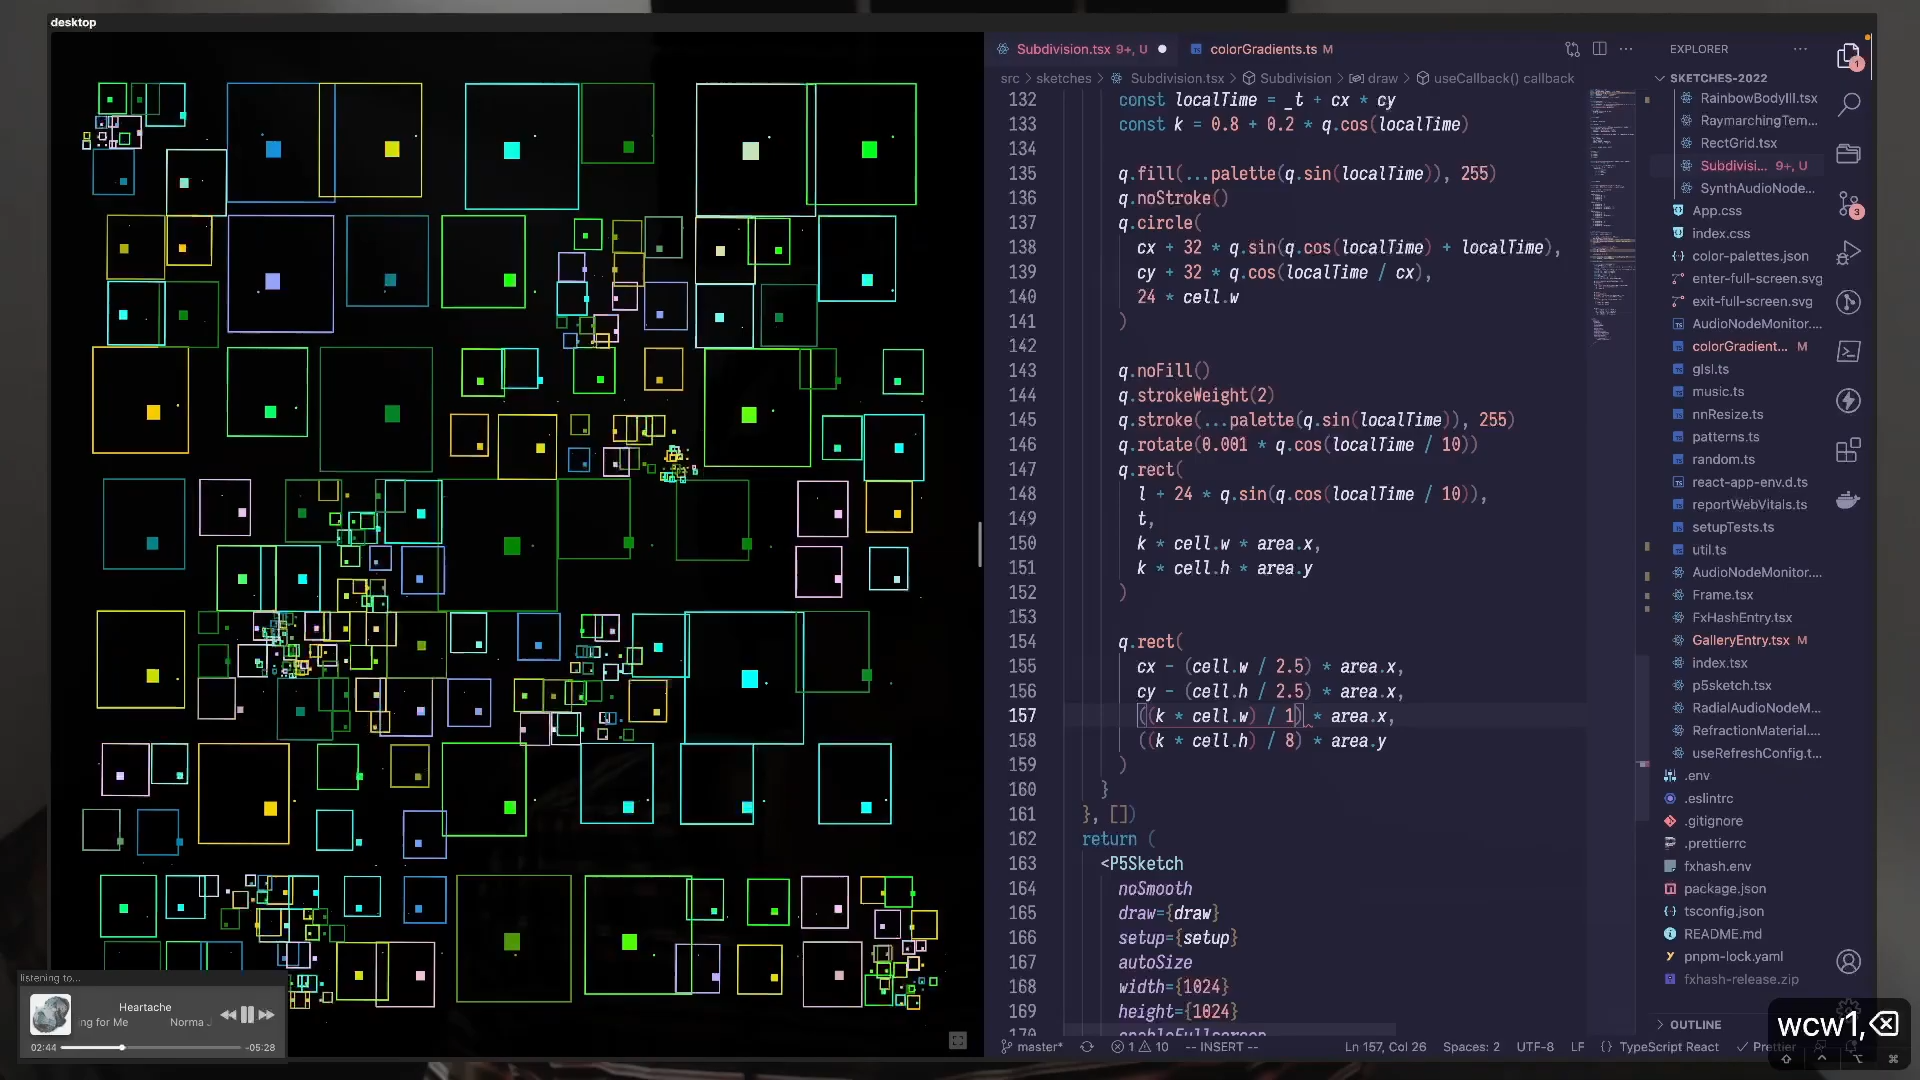 desktop
listening to...
Heartache
ing for Me Norma J
02:44 -05:28
Subdivision.tsx 9+, U
colorGradients.ts M
src > sketches > Subdivision.tsx > Subdivision > draw > useCallback() callback
132 const localTime = _t + cx * cy
133 const k = 0.8 + 0.2 * q.cos(localTime)
134
135 q.fill(...palette(q.sin(localTime)), 255)
136 q.noStroke()
137 q.circle(
138 cx + 32 * q.sin(q.cos(localTime) + localTime),
139 cy + 32 * q.cos(localTime / cx),
140 24 * cell.w
141 )
142
143 q.noFill()
144 q.strokeWeight(2)
145 q.stroke(...palette(q.sin(localTime)), 255)
146 q.rotate(0.001 * q.cos(localTime / 10))
147 q.rect(
148 l + 24 * q.sin(q.cos(localTime / 10)),
149 t,
150 k * cell.w * area.x,
151 k * cell.h * area.y
152 )
153
154 q.rect(
155 cx - (cell.w / 2.5) * area.x,
156 cy - (cell.h / 2.5) * area.x,
157 ((k * cell.w) / 1) * area.x,
158 ((k * cell.h) / 8) * area.y
159 )
160 }
161 }, [])
162 return (
163 <P5Sketch
164 noSmooth
165 draw={draw}
166 setup={setup}
167 autoSize
168 width={1024}
169 height={1024}
170 enableFullscreen
master* 1 10 -- INSERT -- Ln 157, Col 26 Spaces: 2 UTF-8 LF {} TypeScript React Prettier
EXPLORER
SKETCHES-2022
RainbowBodyIII.tsx
RaymarchingTem...
RectGrid.tsx
Subdivisi... 9+, U
SynthAudioNode...
App.css
index.css
color-palettes.json
enter-full-screen.svg
exit-full-screen.svg
AudioNodeMonitor....
colorGradient... M
glsl.ts
music.ts
nnResize.ts
patterns.ts
random.ts
react-app-env.d.ts
reportWebVitals.ts
setupTests.ts
util.ts
AudioNodeMonitor....
Frame.tsx
FxHashEntry.tsx
GalleryEntry.tsx M
index.tsx
p5sketch.tsx
RadialAudioNodeM...
RefractionMaterial....
useRefreshConfig.t...
.env
.eslintrc
.gitignore
.prettierrc
fxhash.env
package.json
tsconfig.json
README.md
pnpm-lock.yaml
fxhash-release.zip
OUTLINE
1
3
wcw1,⌫